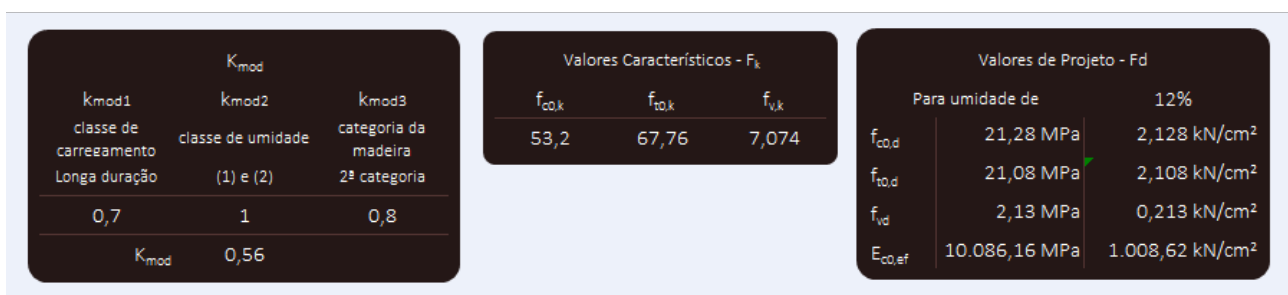 Kmod
kmod1 kmod2 kmod3
classe de carregamento classe de umidade categoria da madeira
Longa duração (1) e (2) 2ª categoria
0,7 1 0,8
Kmod 0,56
Valores Característicos - Fk
fc0,k ft0,k fv,k
53,2 67,76 7,074
Valores de Projeto - Fd
Para umidade de 12%
fc0,d 21,28 MPa 2,128 kN/cm²
ft0,d 21,08 MPa 2,108 kN/cm²
fvd 2,13 MPa 0,213 kN/cm²
Ec0,ef 10.086,16 MPa 1.008,62 kN/cm²